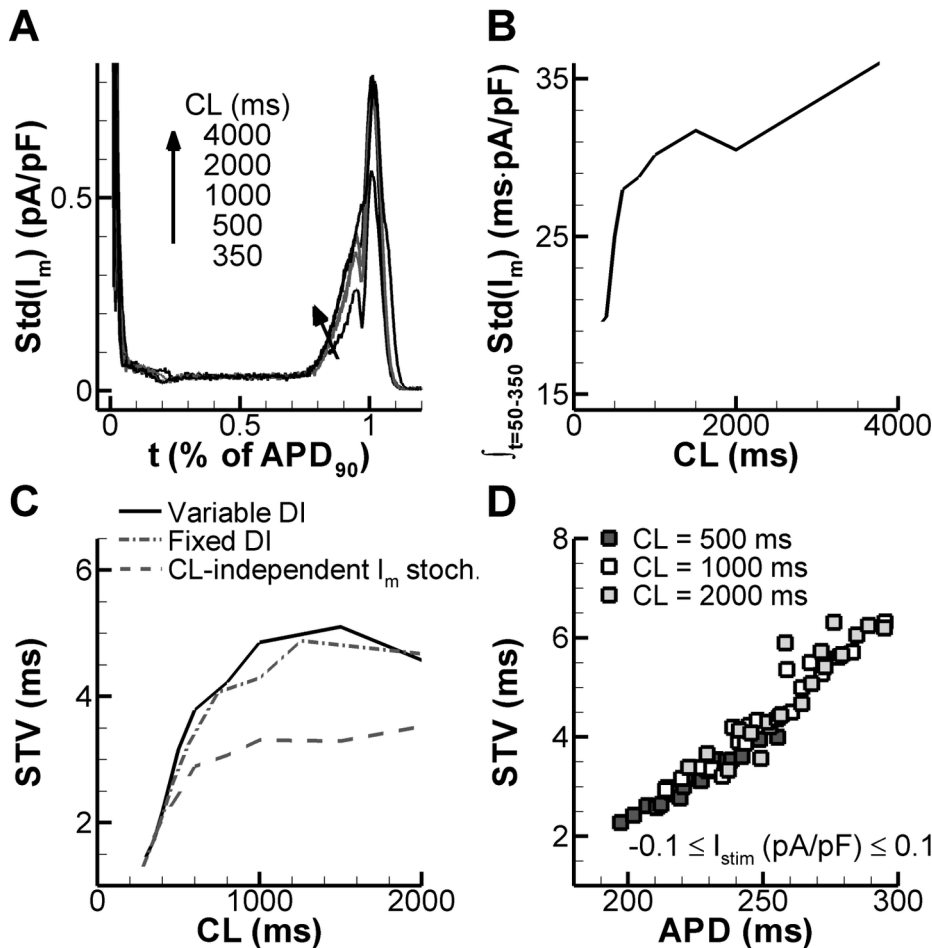 A
Std(Iₘ) (pA/pF)
0.5
0
CL (ms)
4000
2000
1000
500
350
0
0.5
1
t (% of APD₉₀)
B
∫ₜ₌₅₀₋₃₅₀ Std(Iₘ) (ms·pA/pF)
35
25
15
0
2000
4000
CL (ms)
C
Variable DI
Fixed DI
CL-independent Iₘ stoch.
STV (ms)
6
4
2
0
1000
2000
CL (ms)
D
CL = 500 ms
CL = 1000 ms
CL = 2000 ms
STV (ms)
8
6
4
2
-0.1 ≤ Iₛₜᵢₘ (pA/pF) ≤ 0.1
200
250
300
APD (ms)